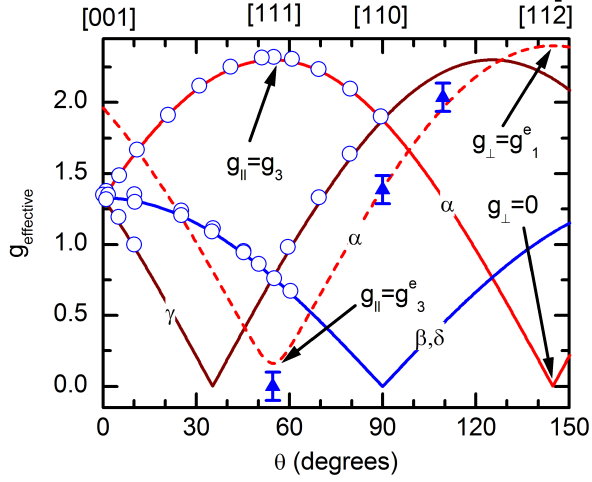 [001] [111] [110] [112̄]
2.0
1.5
1.0
0.5
0.0
g_effective
g_||=g_3
g_⊥=g^e_1
g_⊥=0
α
α
g_||=g^e_3
γ
β,δ
0 30 60 90 120 150
θ (degrees)